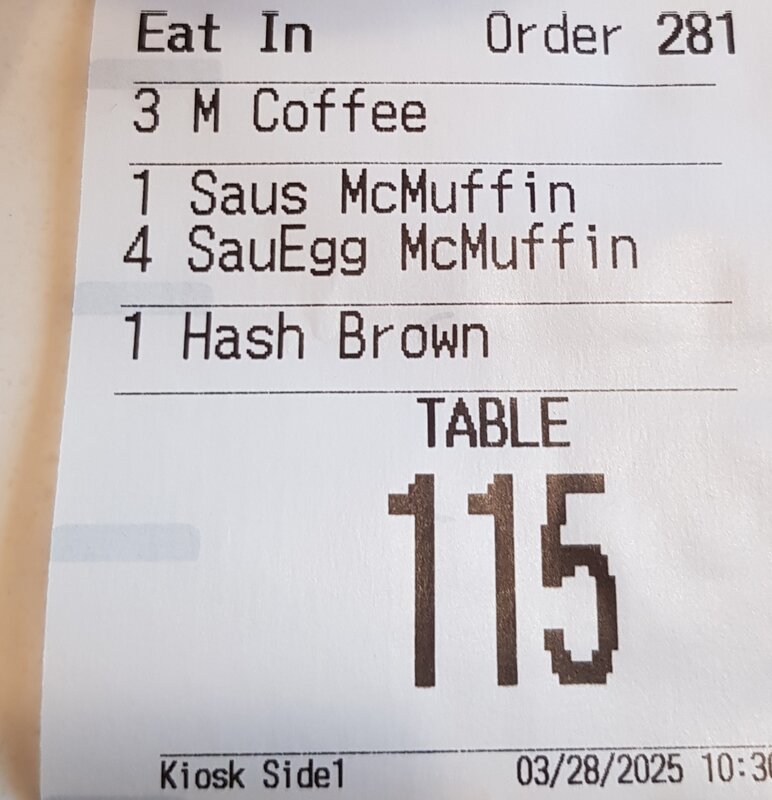 Eat In Order 281
3 M Coffee
1 Saus McMuffin
4 SauEgg McMuffin
1 Hash Brown
TABLE
115
Kiosk Side1 03/28/2025